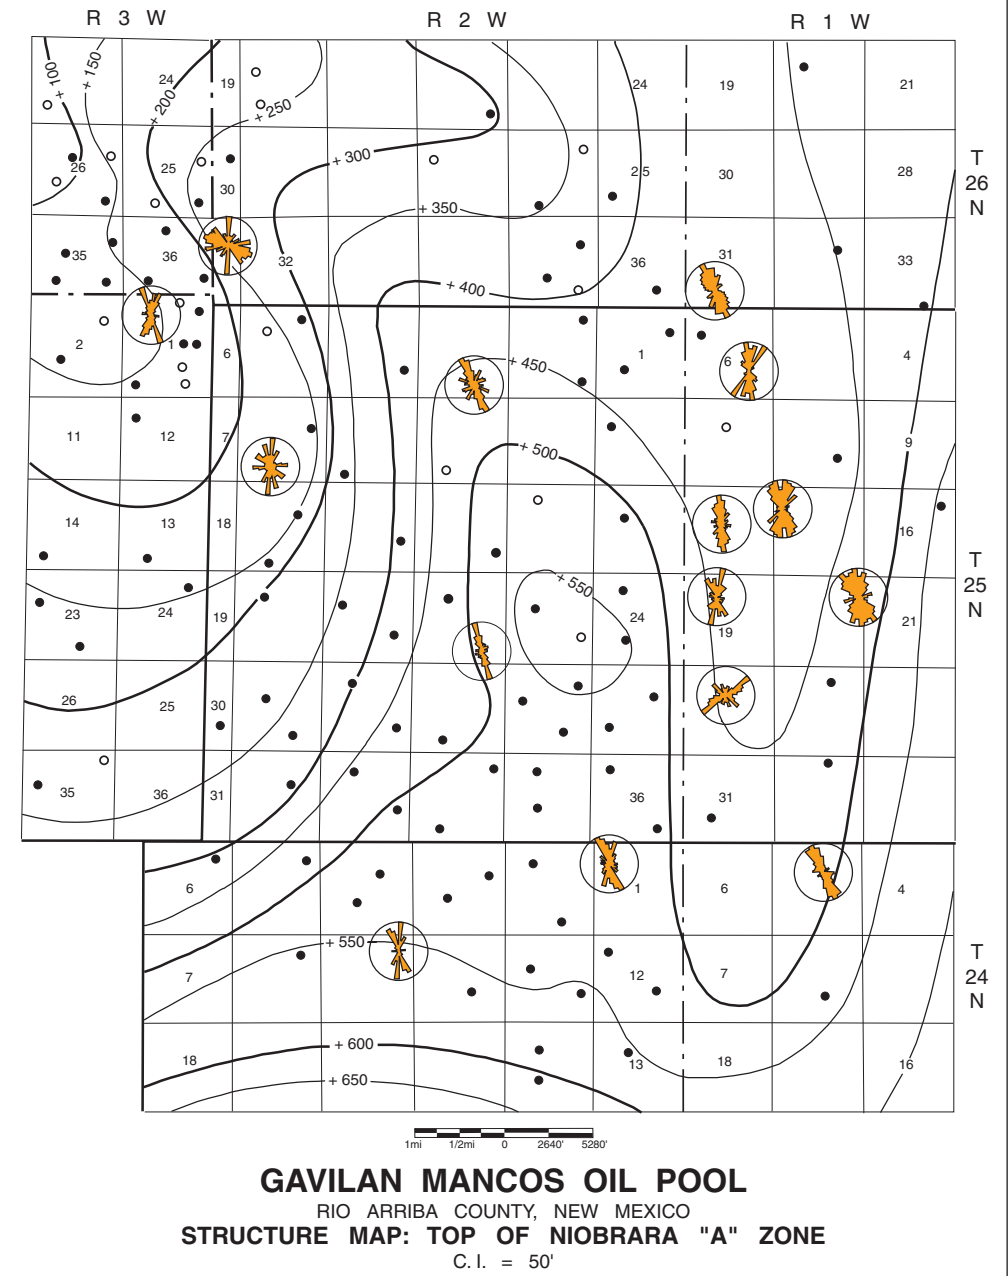 R 3 W R 2 W R 1 W
+ 100 + 150 24 19 24 19 21
+ 200 + 250
+ 300
26 25 30 25 30 28
T
26
N
+ 350
35 36 32 36 31 33
+ 400
2 1 6 1 6 4
+ 450
11 12 7 9
+ 500
14 13 18 16
+ 550
T
25
N
23 24 19 24 19 21
26 25 30
35 36 31 36 31
6 1 6 4
+ 550
7 12 7
T
24
N
+ 600
18 13 18 16
+ 650
1mi 1/2mi 0 2640' 5280'
GAVILAN MANCOS OIL POOL
RIO ARRIBA COUNTY, NEW MEXICO
STRUCTURE MAP: TOP OF NIOBRARA "A" ZONE
C.I. = 50'